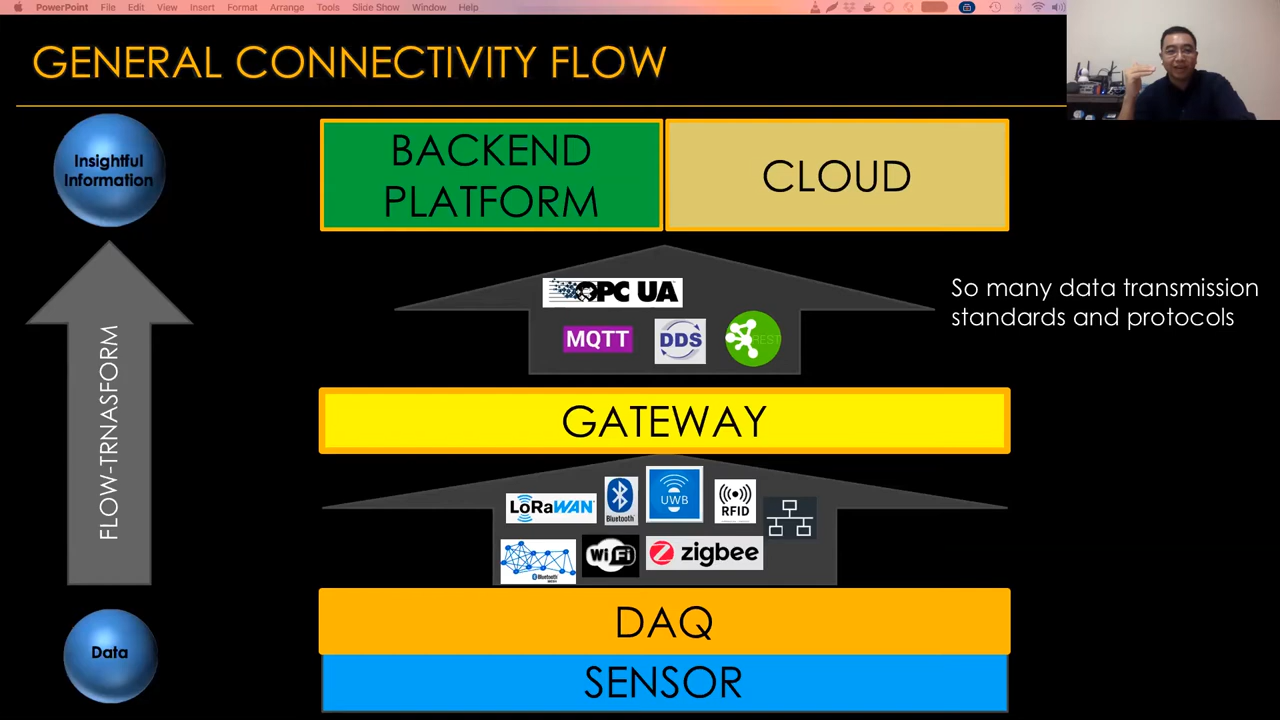 PowerPoint File Edit View Insert Format Arrange Tools Slide Show Window Help
GENERAL CONNECTIVITY FLOW
Insightful
Information
BACKEND
PLATFORM
CLOUD
OPC UA
So many data transmission
standards and protocols
MQTT
DDS
REST
FLOW-TRNASFORM
GATEWAY
LoRaWAN
Bluetooth
UWB
RFID
Bluetooth
WiFi
zigbee
DAQ
Data
SENSOR